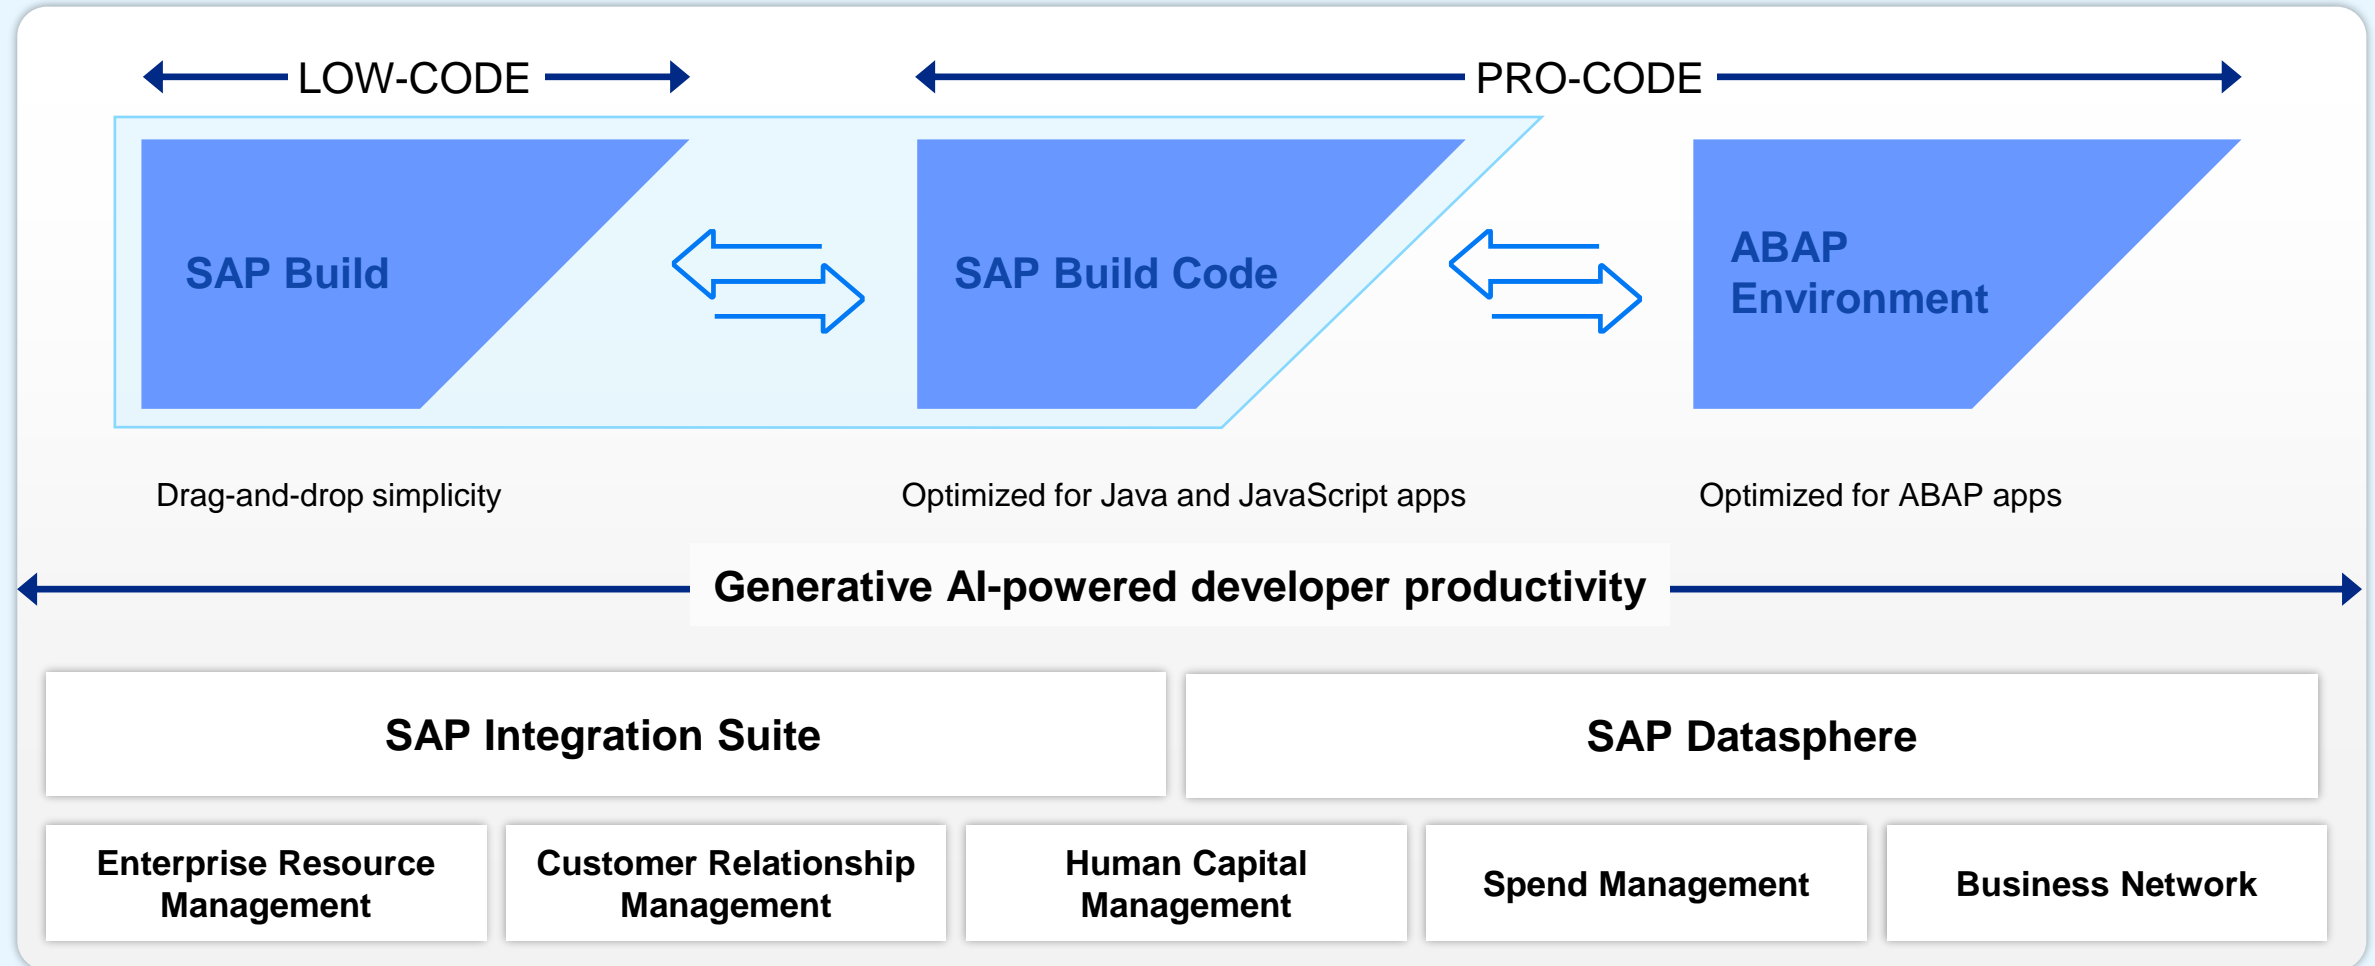 LOW-CODE
PRO-CODE
SAP Build
SAP Build Code
ABAP
Environment
Drag-and-drop simplicity
Optimized for Java and JavaScript apps
Optimized for ABAP apps
Generative AI-powered developer productivity
SAP Integration Suite
SAP Datasphere
Enterprise Resource
Management
Customer Relationship
Management
Human Capital
Management
Spend Management
Business Network